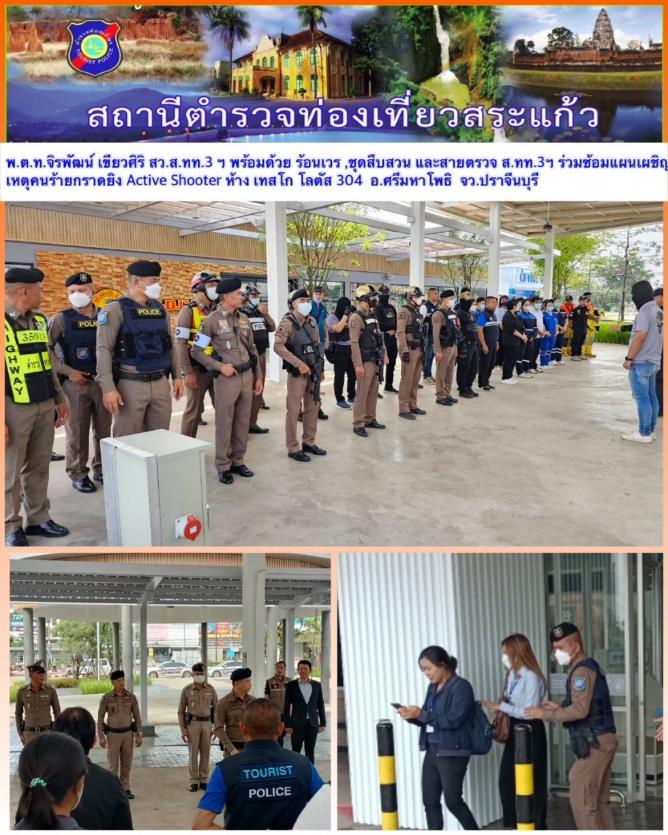 TOURIST POLICE
สถานีตำรวจท่องเที่ยวสระแก้ว
พ.ต.ท.จิรพัฒน์ เขียวศิริ สว.ส.ทท.3 ฯ พร้อมด้วย ร้อนเวร ,ชุดสืบสวน และสายตรวจ ส.ทท.3ฯ ร่วมซ้อมแผนเผชิญ
เหตุคนร้ายกราดยิง Active Shooter ห้าง เทสโก โลตัส 304 อ.ศรีมหาโพธิ จว.ปราจีนบุรี
POLICE
POLICE
HIGHWAY
TOURIST
POLICE